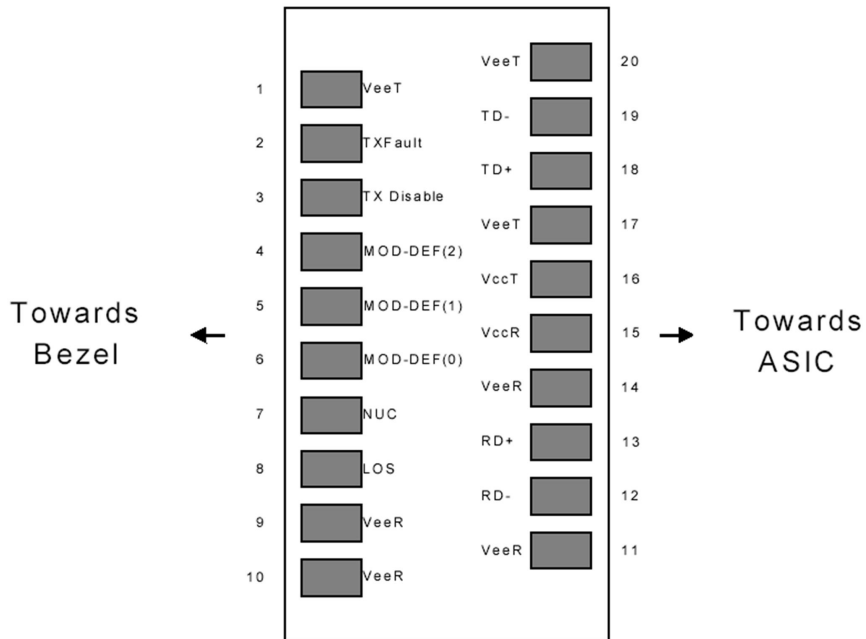 VeeT 20
1 VeeT
TD- 19
2 TXFault
TD+ 18
3 TX Disable
VeeT 17
4 MOD-DEF(2)
VccT 16
5 MOD-DEF(1)
Towards
Bezel
VccR 15
Towards
ASIC
6 MOD-DEF(0)
VeeR 14
7 NUC
RD+ 13
8 LOS
RD- 12
9 VeeR
VeeR 11
10 VeeR